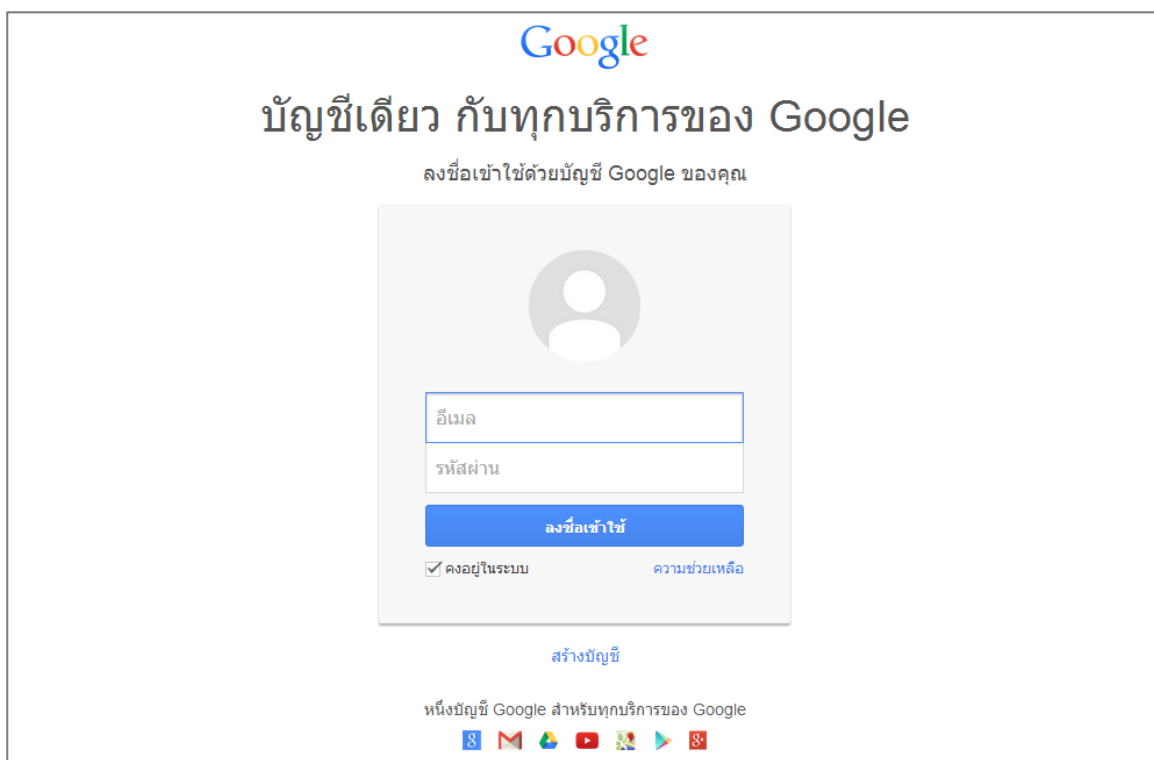 Google
บัญชีเดียว กับทุกบริการของ Google
ลงชื่อเข้าใช้ด้วยบัญชี Google ของคุณ
อีเมล
รหัสผ่าน
ลงชื่อเข้าใช้
คงอยู่ในระบบ ความช่วยเหลือ
สร้างบัญชี
หนึ่งบัญชี Google สำหรับทุกบริการของ Google